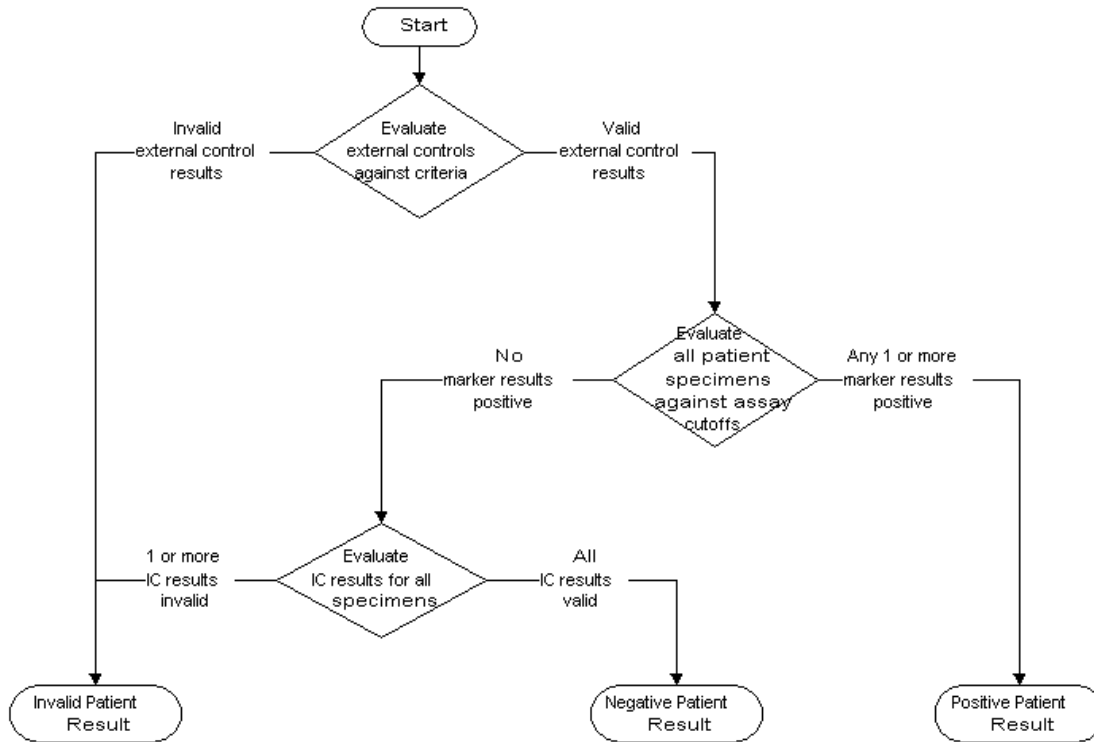 Start
Invalid
external control
results
Evaluate
external controls
against criteria
Valid
external control
results
No
marker results
positive
Evaluate
all patient
specimens
against assay
cutoffs
Any 1 or more
marker results
positive
1 or more
IC results
invalid
Evaluate
IC results for all
specimens
All
IC results
valid
Invalid Patient
Result
Negative Patient
Result
Positive Patient
Result